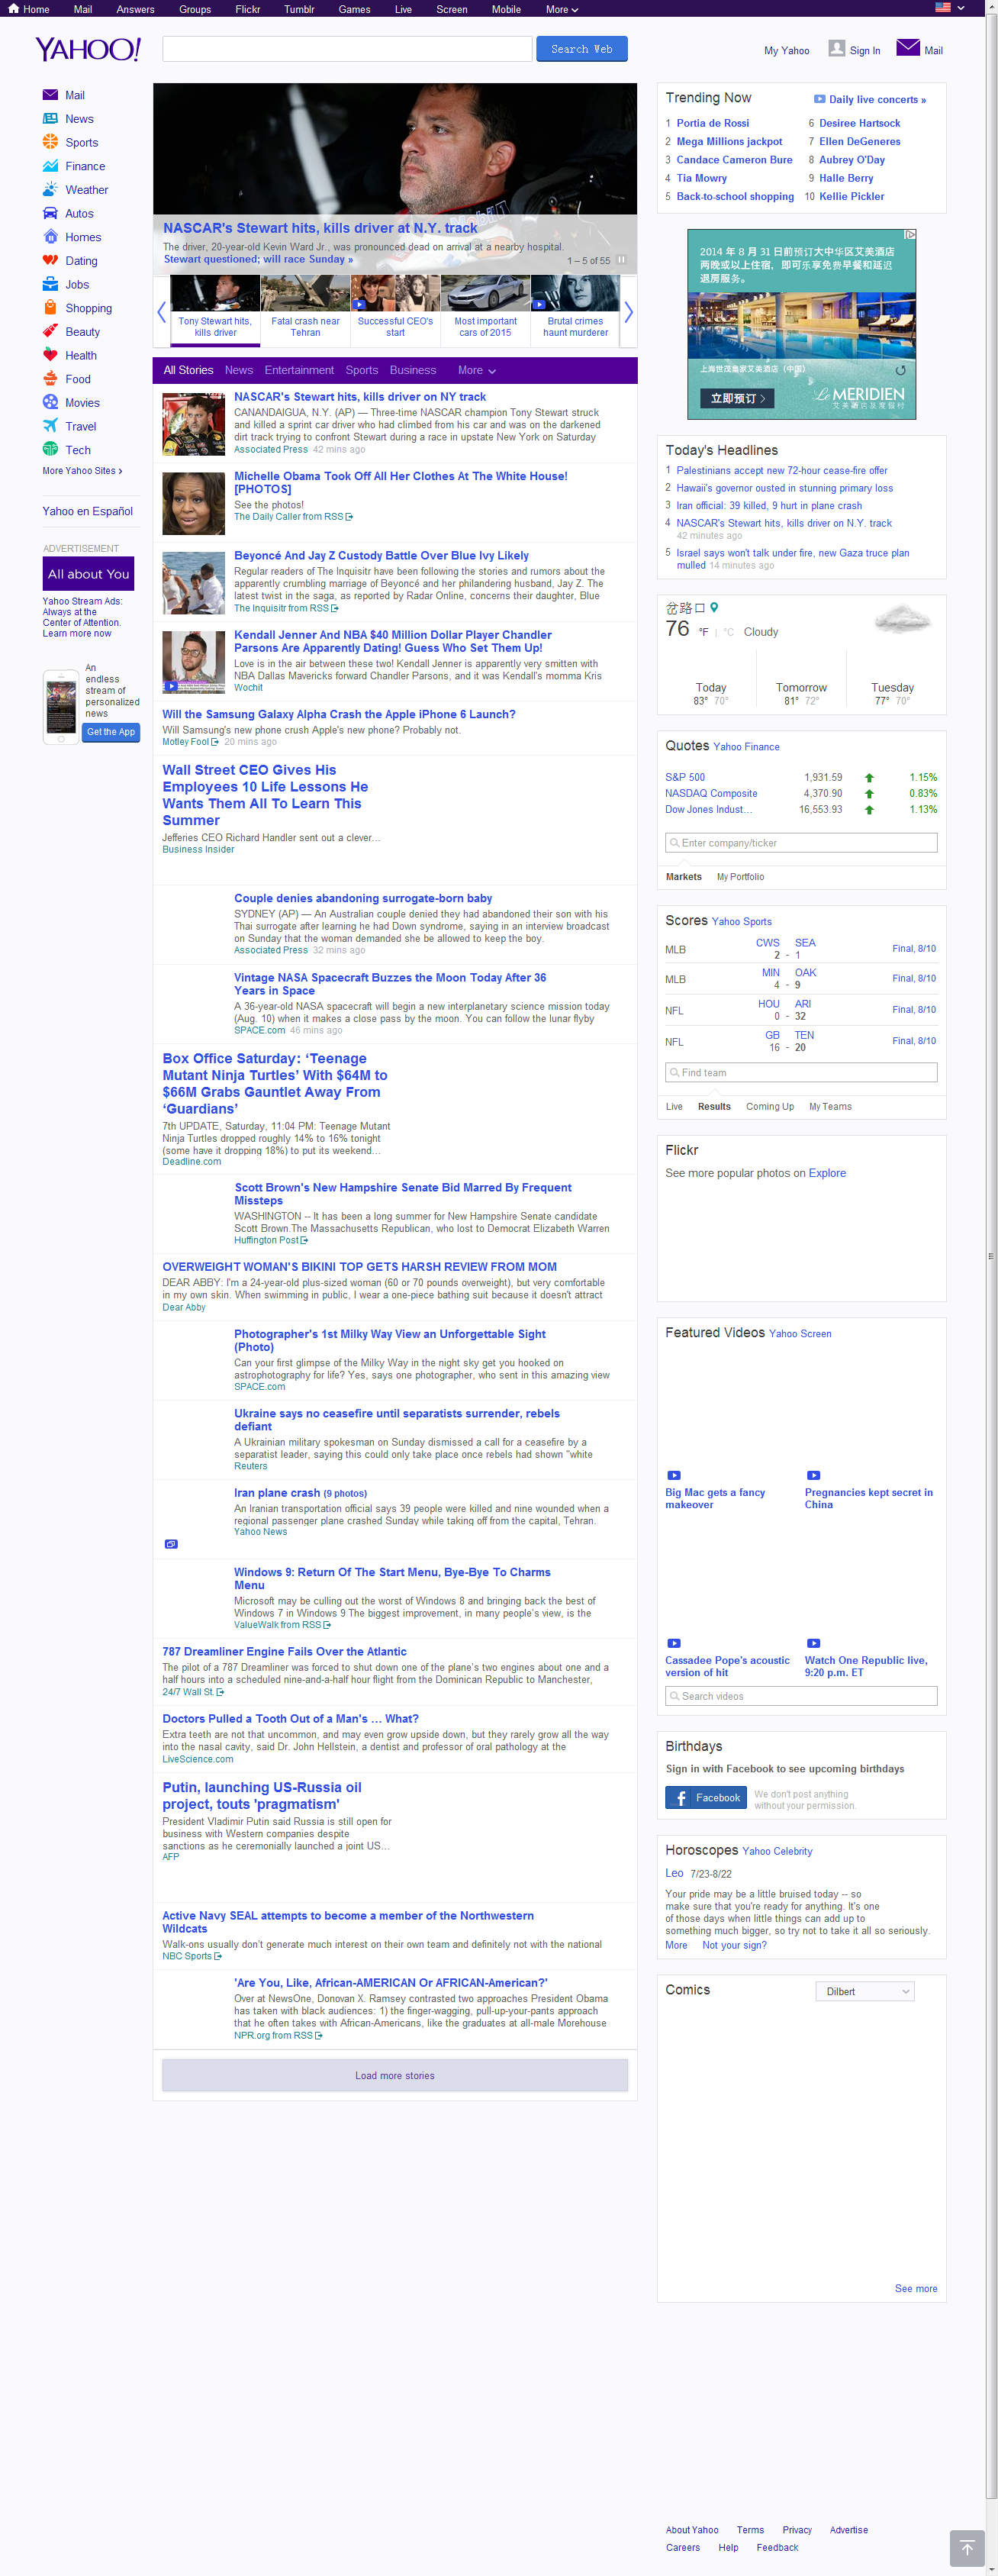 Home Mail Answers Groups Flickr Tumblr Games Live Screen Mobile More
YAHOO!
Search Web
My Yahoo Sign In Mail
Mail
News
Sports
Finance
Weather
Autos
Homes
Dating
Jobs
Shopping
Beauty
Health
Food
Movies
Travel
Tech
More Yahoo Sites ›
Yahoo en Español
ADVERTISEMENT
All about You
Yahoo Stream Ads:
Always at the
Center of Attention.
Learn more now
An
endless
stream of
personalized
news
Get the App
NASCAR's Stewart hits, kills driver at N.Y. track
The driver, 20-year-old Kevin Ward Jr., was pronounced dead on arrival at a nearby hospital.
Stewart questioned; will race Sunday »
1 – 5 of 55
Tony Stewart hits,
kills driver
Fatal crash near
Tehran
Successful CEO's
start
Most important
cars of 2015
Brutal crimes
haunt murderer
All Stories News Entertainment Sports Business More
NASCAR's Stewart hits, kills driver on NY track
CANANDAIGUA, N.Y. (AP) — Three-time NASCAR champion Tony Stewart struck
and killed a sprint car driver who had climbed from his car and was on the darkened
dirt track trying to confront Stewart during a race in upstate New York on Saturday
Associated Press 42 mins ago
Michelle Obama Took Off All Her Clothes At The White House!
[PHOTOS]
See the photos!
The Daily Caller from RSS
Beyoncé And Jay Z Custody Battle Over Blue Ivy Likely
Regular readers of The Inquisitr have been following the stories and rumors about the
apparently crumbling marriage of Beyoncé and her philandering husband, Jay Z. The
latest twist in the saga, as reported by Radar Online, concerns their daughter, Blue
The Inquisitr from RSS
Kendall Jenner And NBA $40 Million Dollar Player Chandler
Parsons Are Apparently Dating! Guess Who Set Them Up!
Love is in the air between these two! Kendall Jenner is apparently very smitten with
NBA Dallas Mavericks forward Chandler Parsons, and it was Kendall's momma Kris
Wochit
Will the Samsung Galaxy Alpha Crash the Apple iPhone 6 Launch?
Will Samsung's new phone crush Apple's new phone? Probably not.
Motley Fool 20 mins ago
Wall Street CEO Gives His
Employees 10 Life Lessons He
Wants Them All To Learn This
Summer
Jefferies CEO Richard Handler sent out a clever…
Business Insider
Couple denies abandoning surrogate-born baby
SYDNEY (AP) — An Australian couple denied they had abandoned their son with his
Thai surrogate after learning he had Down syndrome, saying in an interview broadcast
on Sunday that the woman demanded she be allowed to keep the boy.
Associated Press 32 mins ago
Vintage NASA Spacecraft Buzzes the Moon Today After 36
Years in Space
A 36-year-old NASA spacecraft will begin a new interplanetary science mission today
(Aug. 10) when it makes a close pass by the moon. You can follow the lunar flyby
SPACE.com 46 mins ago
Box Office Saturday: ‘Teenage
Mutant Ninja Turtles’ With $64M to
$66M Grabs Gauntlet Away From
‘Guardians’
7th UPDATE, Saturday, 11:04 PM: Teenage Mutant
Ninja Turtles dropped roughly 14% to 16% tonight
(some have it dropping 18%) to put its weekend…
Deadline.com
Scott Brown's New Hampshire Senate Bid Marred By Frequent
Missteps
WASHINGTON -- It has been a long summer for New Hampshire Senate candidate
Scott Brown.The Massachusetts Republican, who lost to Democrat Elizabeth Warren
Huffington Post
OVERWEIGHT WOMAN'S BIKINI TOP GETS HARSH REVIEW FROM MOM
DEAR ABBY: I'm a 24-year-old plus-sized woman (60 or 70 pounds overweight), but very comfortable
in my own skin. When swimming in public, I wear a one-piece bathing suit because it doesn't attract
Dear Abby
Photographer's 1st Milky Way View an Unforgettable Sight
(Photo)
Can your first glimpse of the Milky Way in the night sky get you hooked on
astrophotography for life? Yes, says one photographer, who sent in this amazing view
SPACE.com
Ukraine says no ceasefire until separatists surrender, rebels
defiant
A Ukrainian military spokesman on Sunday dismissed a call for a ceasefire by a
separatist leader, saying this could only take place once rebels had shown "white
Reuters
Iran plane crash (9 photos)
An Iranian transportation official says 39 people were killed and nine wounded when a
regional passenger plane crashed Sunday while taking off from the capital, Tehran.
Yahoo News
Windows 9: Return Of The Start Menu, Bye-Bye To Charms
Menu
Microsoft may be culling out the worst of Windows 8 and bringing back the best of
Windows 7 in Windows 9 The biggest improvement, in many people's view, is the
ValueWalk from RSS
787 Dreamliner Engine Fails Over the Atlantic
The pilot of a 787 Dreamliner was forced to shut down one of the plane's two engines about one and a
half hours into a scheduled nine-and-a-half hour flight from the Dominican Republic to Manchester,
24/7 Wall St.
Doctors Pulled a Tooth Out of a Man's … What?
Extra teeth are not that uncommon, and may even grow upside down, but they rarely grow all the way
into the nasal cavity, said Dr. John Hellstein, a dentist and professor of oral pathology at the
LiveScience.com
Putin, launching US-Russia oil
project, touts 'pragmatism'
President Vladimir Putin said Russia is still open for
business with Western companies despite
sanctions as he ceremonially launched a joint US…
AFP
Active Navy SEAL attempts to become a member of the Northwestern
Wildcats
Walk-ons usually don't generate much interest on their own team and definitely not with the national
NBC Sports
'Are You, Like, African-AMERICAN Or AFRICAN-American?'
Over at NewsOne, Donovan X. Ramsey contrasted two approaches President Obama
has taken with black audiences: 1) the finger-wagging, pull-up-your-pants approach
that he often takes with African-Americans, like the graduates at all-male Morehouse
NPR.org from RSS
Load more stories
Trending Now Daily live concerts »
1 Portia de Rossi
2 Mega Millions jackpot
3 Candace Cameron Bure
4 Tia Mowry
5 Back-to-school shopping
6 Desiree Hartsock
7 Ellen DeGeneres
8 Aubrey O'Day
9 Halle Berry
10 Kellie Pickler
2014 年 8 月 31 日前预订大中华区艾美酒店
两晚或以上住宿，即可乐享免费早餐和延迟
退房服务。
上海世茂皇家艾美酒店（中国）
立即预订 >
Le MERIDIEN
Today's Headlines
1 Palestinians accept new 72-hour cease-fire offer
2 Hawaii's governor ousted in stunning primary loss
3 Iran official: 39 killed, 9 hurt in plane crash
4 NASCAR's Stewart hits, kills driver on N.Y. track
42 minutes ago
5 Israel says won't talk under fire, new Gaza truce plan
mulled 14 minutes ago
岔路口
76 °F | °C Cloudy
Today Tomorrow Tuesday
83° 70° 81° 72° 77° 70°
Quotes Yahoo Finance
S&P 500 1,931.59 1.15%
NASDAQ Composite 4,370.90 0.83%
Dow Jones Indust… 16,553.93 1.13%
Enter company/ticker
Markets My Portfolio
Scores Yahoo Sports
MLB CWS SEA Final, 8/10
2 - 1
MLB MIN OAK Final, 8/10
4 - 9
NFL HOU ARI Final, 8/10
0 - 32
NFL GB TEN Final, 8/10
16 - 20
Find team
Live Results Coming Up My Teams
Flickr
See more popular photos on Explore
Featured Videos Yahoo Screen
Big Mac gets a fancy
makeover
Pregnancies kept secret in
China
Cassadee Pope's acoustic
version of hit
Watch One Republic live,
9:20 p.m. ET
Search videos
Birthdays
Sign in with Facebook to see upcoming birthdays
Facebook
We don't post anything
without your permission.
Horoscopes Yahoo Celebrity
Leo 7/23-8/22
Your pride may be a little bruised today -- so
make sure that you're ready for anything. It's one
of those days when little things can add up to
something much bigger, so try not to take it all so seriously.
More Not your sign?
Comics Dilbert
See more
About Yahoo Terms Privacy Advertise
Careers Help Feedback